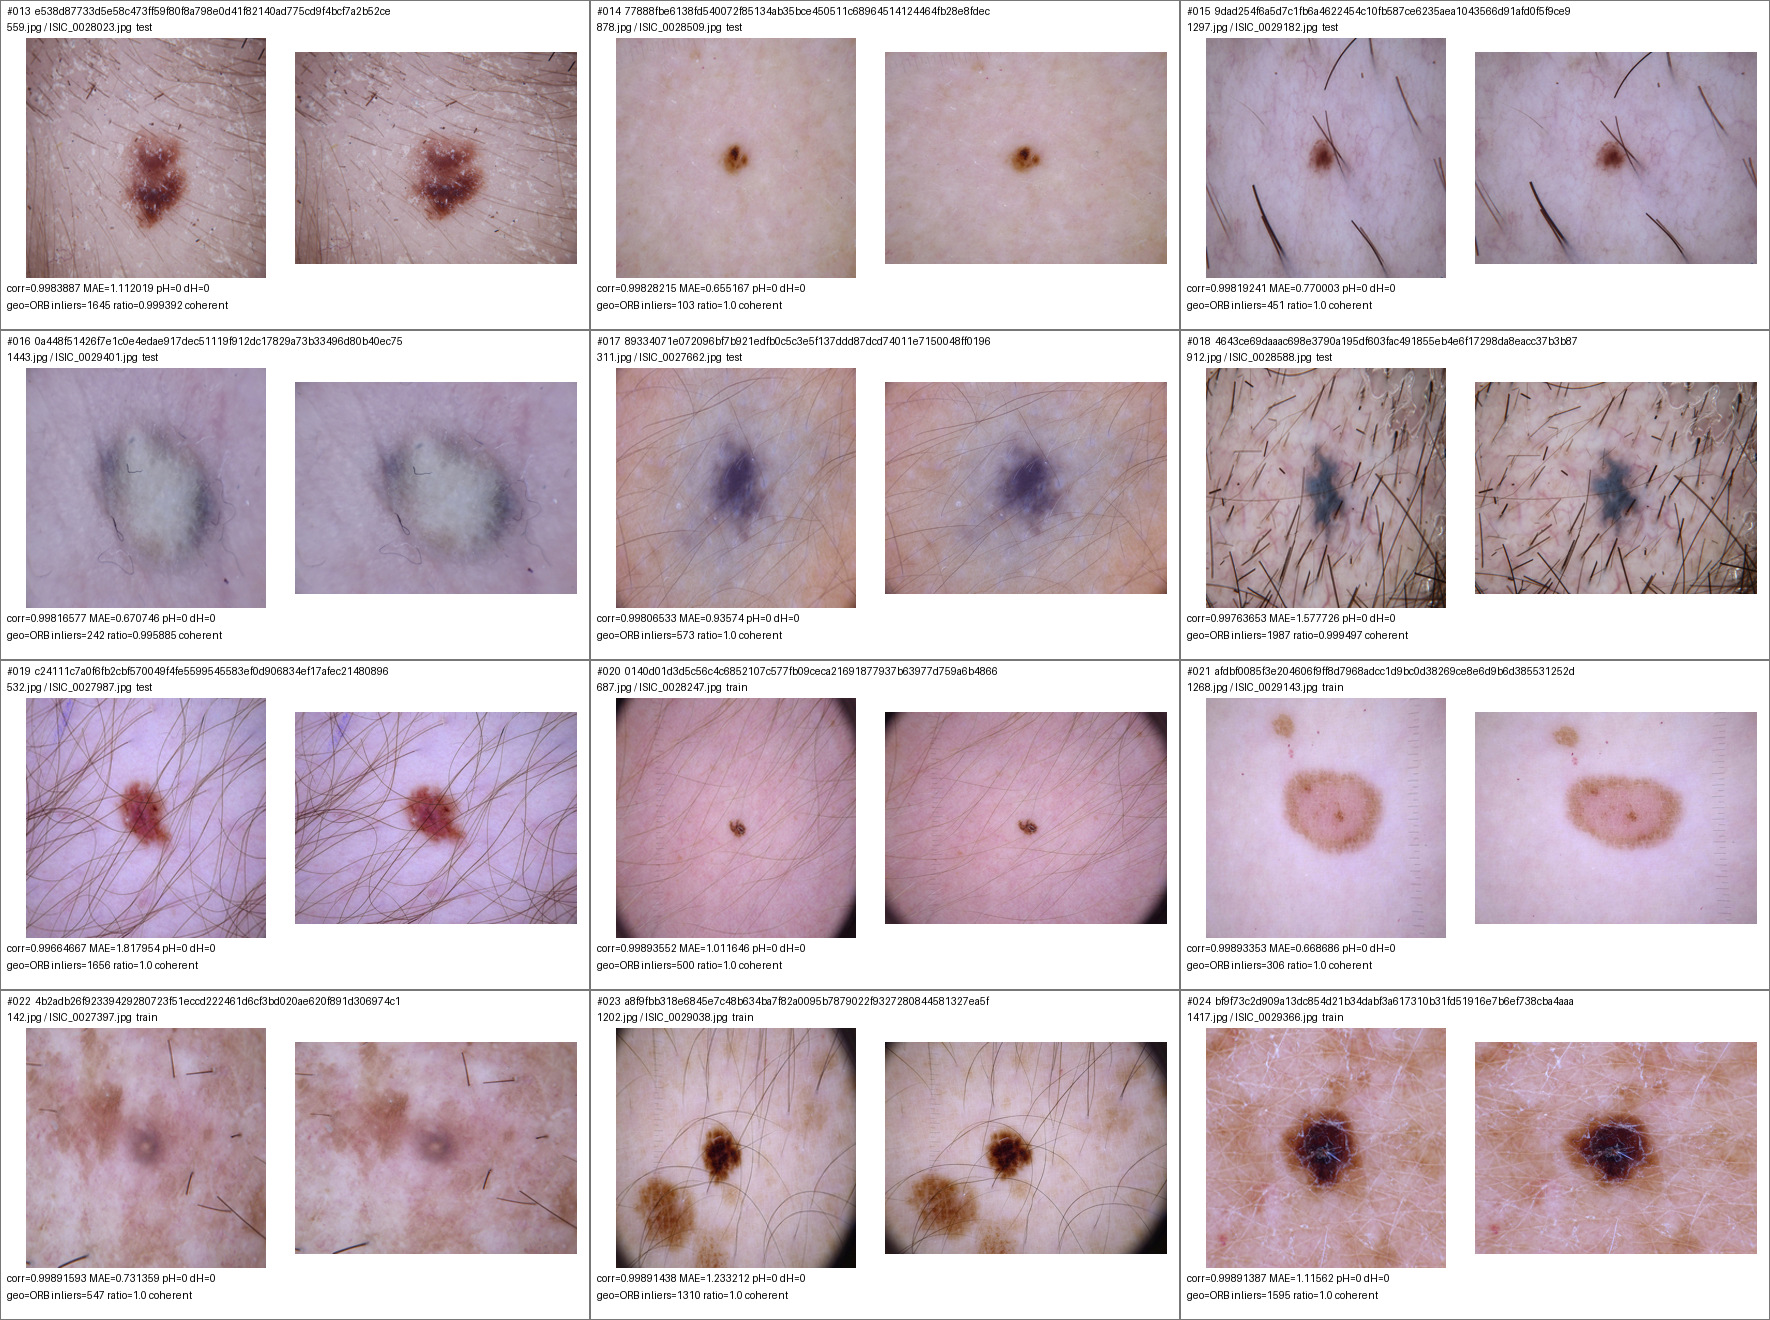 #013 e538d87733d5e58c473ff59f80f8a798e0d41f82140ad775cd9f4bcf7a2b52ce
559.jpg / ISIC_0028023.jpg test
corr=0.9983887 MAE=1.112019 pH=0 dH=0
geo=ORB inliers=1645 ratio=0.999392 coherent
#014 77888fbe6138fd540072f85134ab35bce450511c68964514124464fb28e8fdec
878.jpg / ISIC_0028509.jpg test
corr=0.99828215 MAE=0.655167 pH=0 dH=0
geo=ORB inliers=103 ratio=1.0 coherent
#015 9dad254f6a5d7c1fb6a4622454c10fb587ce6235aea1043566d91afd0f5f9ce9
1297.jpg / ISIC_0029182.jpg test
corr=0.99819241 MAE=0.770003 pH=0 dH=0
geo=ORB inliers=451 ratio=1.0 coherent
#016 0a448f51426f7e1c0e4edae917dec51119f912dc17829a73b33496d80b40ec75
1443.jpg / ISIC_0029401.jpg test
corr=0.99816577 MAE=0.670746 pH=0 dH=0
geo=ORB inliers=242 ratio=0.995885 coherent
#017 89334071e072096bf7b921edfb0c5c3e5f137ddd87dcd74011e7150048ff0196
311.jpg / ISIC_0027662.jpg test
corr=0.99806533 MAE=0.93574 pH=0 dH=0
geo=ORB inliers=573 ratio=1.0 coherent
#018 4643ce69daaac698e3790a195df603fac491855eb4e6f17298da8eacc37b3b87
912.jpg / ISIC_0028588.jpg test
corr=0.99763653 MAE=1.577726 pH=0 dH=0
geo=ORB inliers=1987 ratio=0.999497 coherent
#019 c24111c7a0f6fb2cbf570049f4fe5599545583ef0d906834ef17afec21480896
532.jpg / ISIC_0027987.jpg test
corr=0.99664667 MAE=1.817954 pH=0 dH=0
geo=ORB inliers=1656 ratio=1.0 coherent
#020 0140d01d3d5c56c4c6852107c577fb09ceca21691877937b63977d759a6b4866
687.jpg / ISIC_0028247.jpg train
corr=0.99893552 MAE=1.011646 pH=0 dH=0
geo=ORB inliers=500 ratio=1.0 coherent
#021 afdbf0085f3e204606f9ff8d7968adcc1d9bc0d38269ce8e6d9b6d385531252d
1268.jpg / ISIC_0029143.jpg train
corr=0.99893353 MAE=0.668686 pH=0 dH=0
geo=ORB inliers=306 ratio=1.0 coherent
#022 4b2adb26f92339429280723f51eccd222461d6cf3bd020ae620f891d306974c1
142.jpg / ISIC_0027397.jpg train
corr=0.99891593 MAE=0.731359 pH=0 dH=0
geo=ORB inliers=547 ratio=1.0 coherent
#023 a8f9fbb318e6845e7c48b634ba7f82a0095b7879022f9327280844581327ea5f
1202.jpg / ISIC_0029038.jpg train
corr=0.99891438 MAE=1.233212 pH=0 dH=0
geo=ORB inliers=1310 ratio=1.0 coherent
#024 bf9f73c2d909a13dc854d21b34dabf3a617310b31fd51916e7b6ef738cba4aaa
1417.jpg / ISIC_0029366.jpg train
corr=0.99891387 MAE=1.11562 pH=0 dH=0
geo=ORB inliers=1595 ratio=1.0 coherent